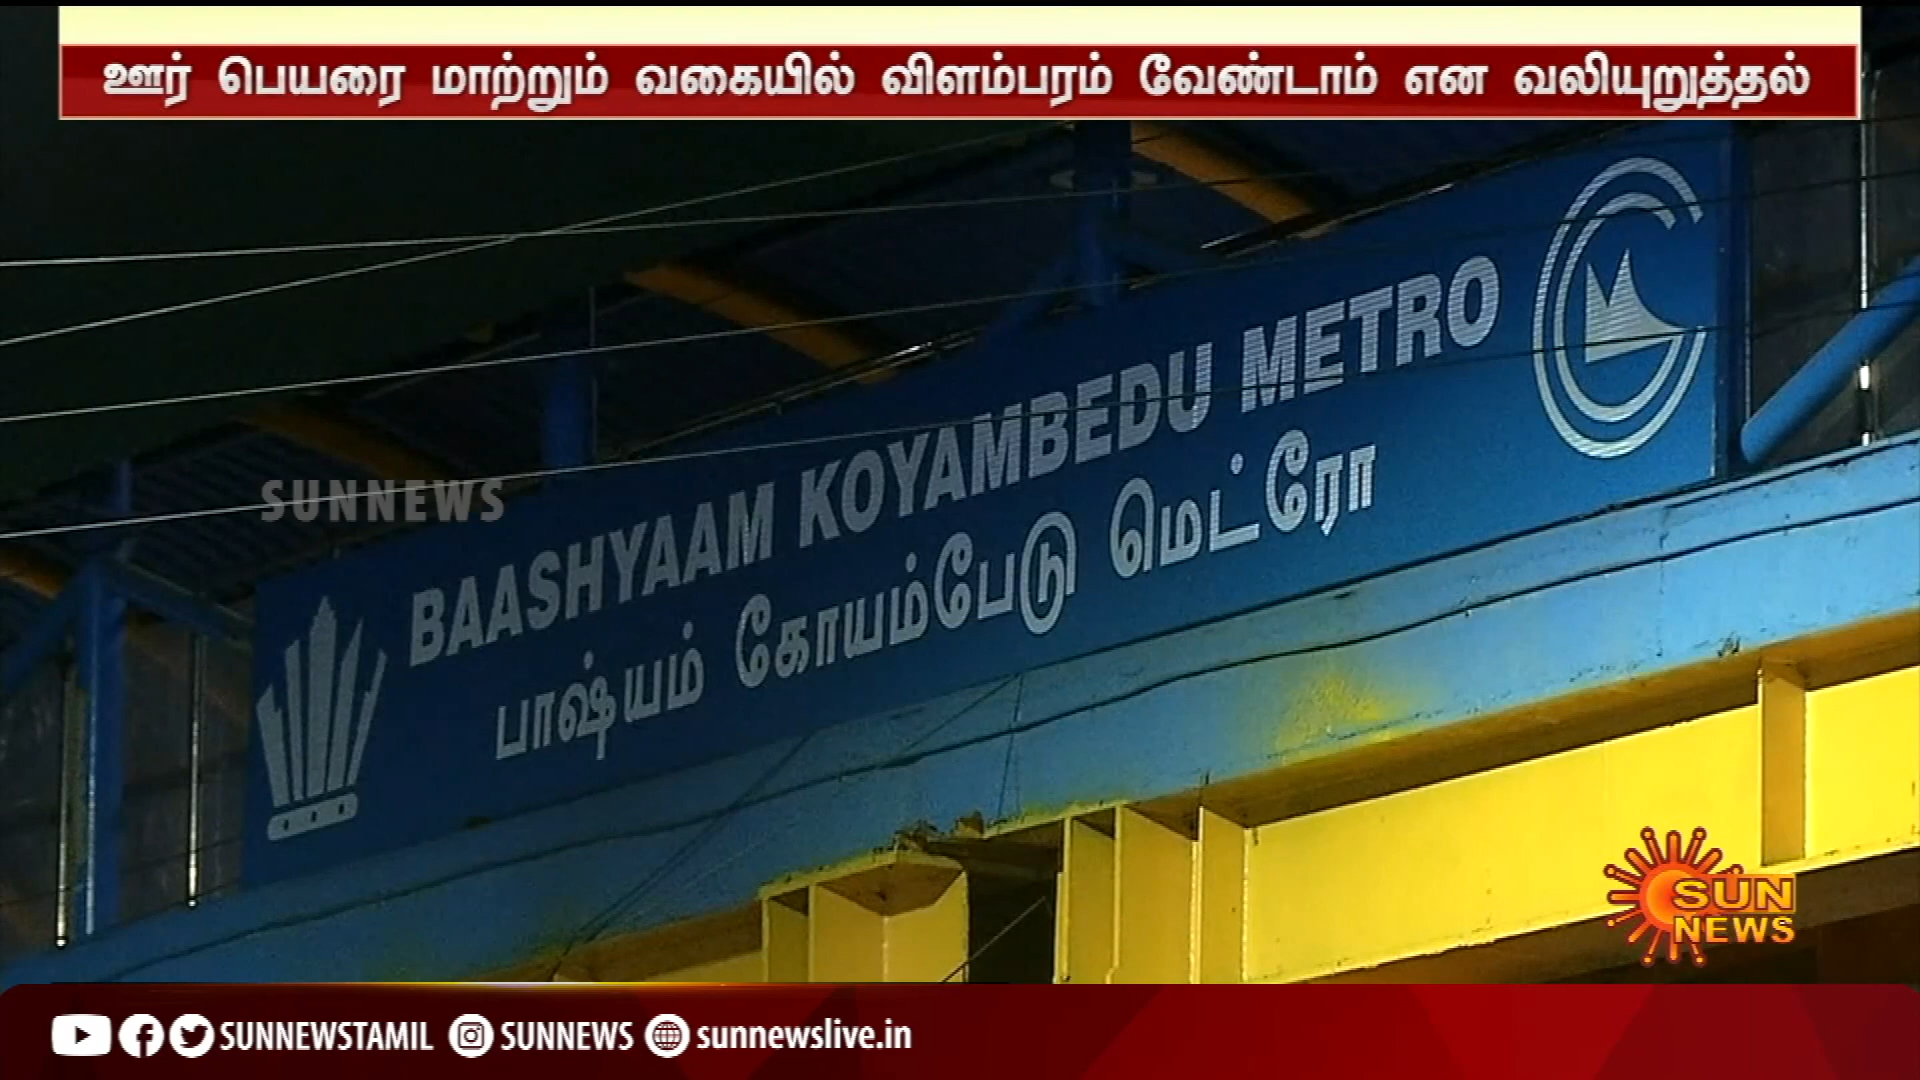 ஊர் பெயரை மாற்றும் வகையில் விளம்பரம் வேண்டாம் என வலியுறுத்தல்
BAASHYAAM KOYAMBEDU METRO
பாஷ்யம் கோயம்பேடு மெட்ரோ
SUNNEWS
SUN
NEWS
SUNNEWSTAMIL SUNNEWS sunnewslive.in